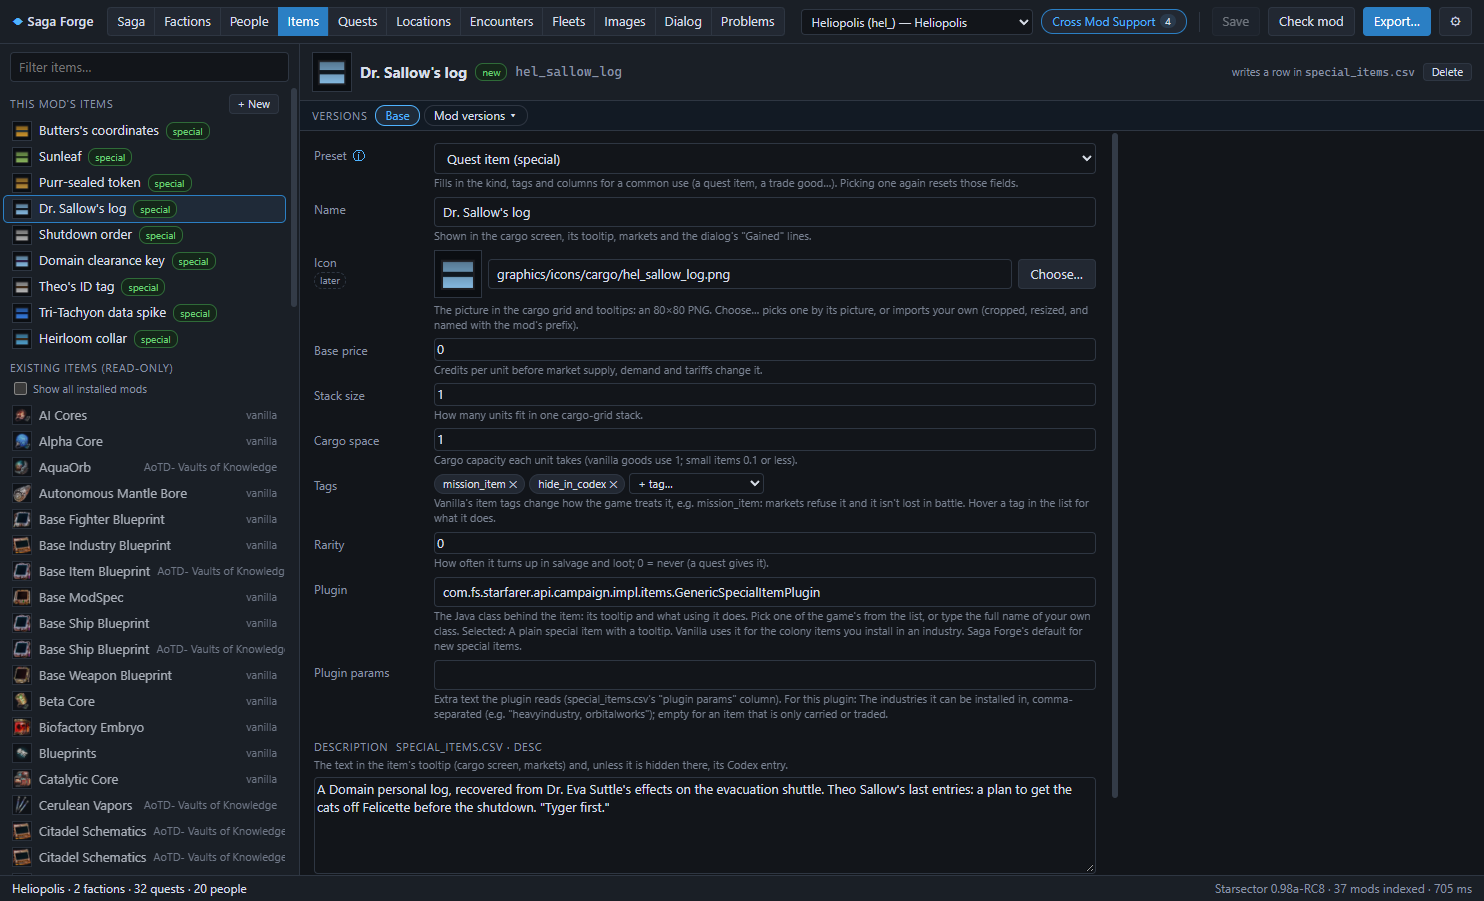 Saga Forge
Saga
Factions
People
Items
Quests
Locations
Encounters
Fleets
Images
Dialog
Problems
Heliopolis (hel_) — Heliopolis
Cross Mod Support 4
Save
Check mod
Export...
Filter items...
THIS MOD'S ITEMS
+ New
Butters's coordinates special
Sunleaf special
Purr-sealed token special
Dr. Sallow's log special
Shutdown order special
Domain clearance key special
Theo's ID tag special
Tri-Tachyon data spike special
Heirloom collar special
EXISTING ITEMS (READ-ONLY)
Show all installed mods
AI Cores vanilla
Alpha Core vanilla
AquaOrb AoTD- Vaults of Knowledge
Autonomous Mantle Bore vanilla
Base Fighter Blueprint vanilla
Base Industry Blueprint vanilla
Base Item Blueprint AoTD- Vaults of Knowledg
Base ModSpec vanilla
Base Ship Blueprint vanilla
Base Ship Blueprint AoTD- Vaults of Knowledg
Base Weapon Blueprint vanilla
Beta Core vanilla
Biofactory Embryo vanilla
Blueprints vanilla
Catalytic Core vanilla
Cerulean Vapors AoTD- Vaults of Knowledge
Citadel Schematics AoTD- Vaults of Knowledge
Citadel Schematics AoTD- Vaults of Knowledge
Dr. Sallow's log new hel_sallow_log
writes a row in special_items.csv
Delete
VERSIONS Base Mod versions
Preset
Quest item (special)
Fills in the kind, tags and columns for a common use (a quest item, a trade good...). Picking one again resets those fields.
Name
Dr. Sallow's log
Shown in the cargo screen, its tooltip, markets and the dialog's "Gained" lines.
Icon
later
graphics/icons/cargo/hel_sallow_log.png
Choose...
The picture in the cargo grid and tooltips: an 80×80 PNG. Choose... picks one by its picture, or imports your own (cropped, resized, and
named with the mod's prefix).
Base price
0
Credits per unit before market supply, demand and tariffs change it.
Stack size
1
How many units fit in one cargo-grid stack.
Cargo space
1
Cargo capacity each unit takes (vanilla goods use 1; small items 0.1 or less).
Tags
mission_item ✕ hide_in_codex ✕ + tag...
Vanilla's item tags change how the game treats it, e.g. mission_item: markets refuse it and it isn't lost in battle. Hover a tag in the list for
what it does.
Rarity
0
How often it turns up in salvage and loot; 0 = never (a quest gives it).
Plugin
com.fs.starfarer.api.campaign.impl.items.GenericSpecialItemPlugin
The Java class behind the item: its tooltip and what using it does. Pick one of the game's from the list, or type the full name of your own
class. Selected: A plain special item with a tooltip. Vanilla uses it for the colony items you install in an industry. Saga Forge's default for
new special items.
Plugin params
Extra text the plugin reads (special_items.csv's "plugin params" column). For this plugin: The industries it can be installed in, comma-
separated (e.g. "heavyindustry, orbitalworks"); empty for an item that is only carried or traded.
DESCRIPTION SPECIAL_ITEMS.CSV · DESC
The text in the item's tooltip (cargo screen, markets) and, unless it is hidden there, its Codex entry.
A Domain personal log, recovered from Dr. Eva Suttle's effects on the evacuation shuttle. Theo Sallow's last entries: a plan to get the
cats off Felicette before the shutdown. "Tyger first."
Heliopolis · 2 factions · 32 quests · 20 people
Starsector 0.98a-RC8 · 37 mods indexed · 705 ms